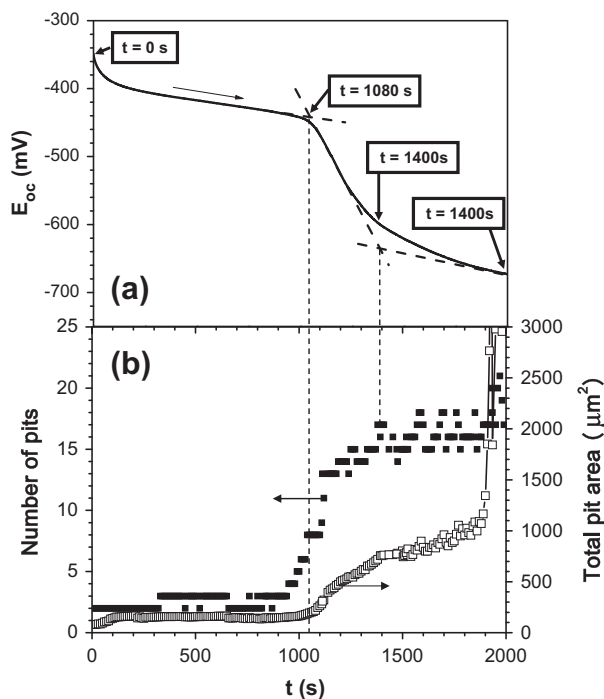 -300
-400
-500
-600
-700
E_oc (mV)
t = 0 s
t = 1080 s
t = 1400s
t = 1400s
(a)
25
20
15
10
5
0
Number of pits
(b)
3000
2500
2000
1500
1000
500
0
Total pit area ( μm²)
0
500
1000
1500
2000
t (s)